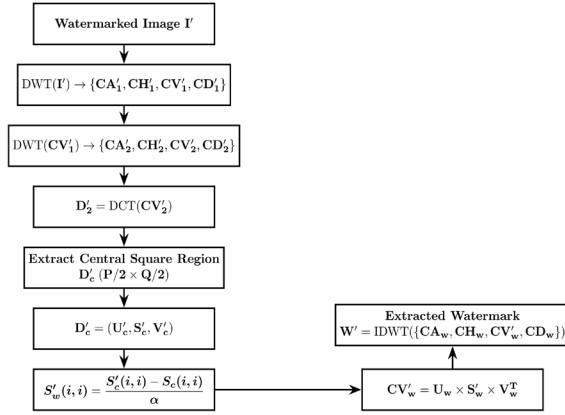 Watermarked Image I′
DWT(I′) → {CA′₁, CH′₁, CV′₁, CD′₁}
DWT(CV′₁) → {CA′₂, CH′₂, CV′₂, CD′₂}
D′₂ = DCT(CV′₂)
Extract Central Square Region
D′c (P/2 × Q/2)
D′c = (U′c, S′c, V′c)
S′w(i, i) = (S′c(i, i) − Sc(i, i)) / α
CV′w = Uw × S′w × Vwᵀ
Extracted Watermark
W′ = IDWT({CAw, CHw, CV′w, CDw})